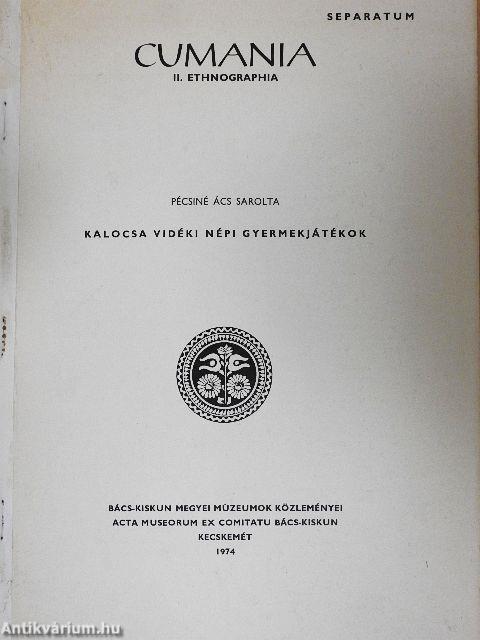 SEPARATUM
CUMANIA
II. ETHNOGRAPHIA
PÉCSINÉ ÁCS SAROLTA
KALOCSA VIDÉKI NÉPI GYERMEKJÁTÉKOK
BÁCS-KISKUN MEGYEI MÚZEUMOK KÖZLEMÉNYEI
ACTA MUSEORUM EX COMITATU BÁCS-KISKUN
KECSKEMÉT
1974
Antikvárium.hu